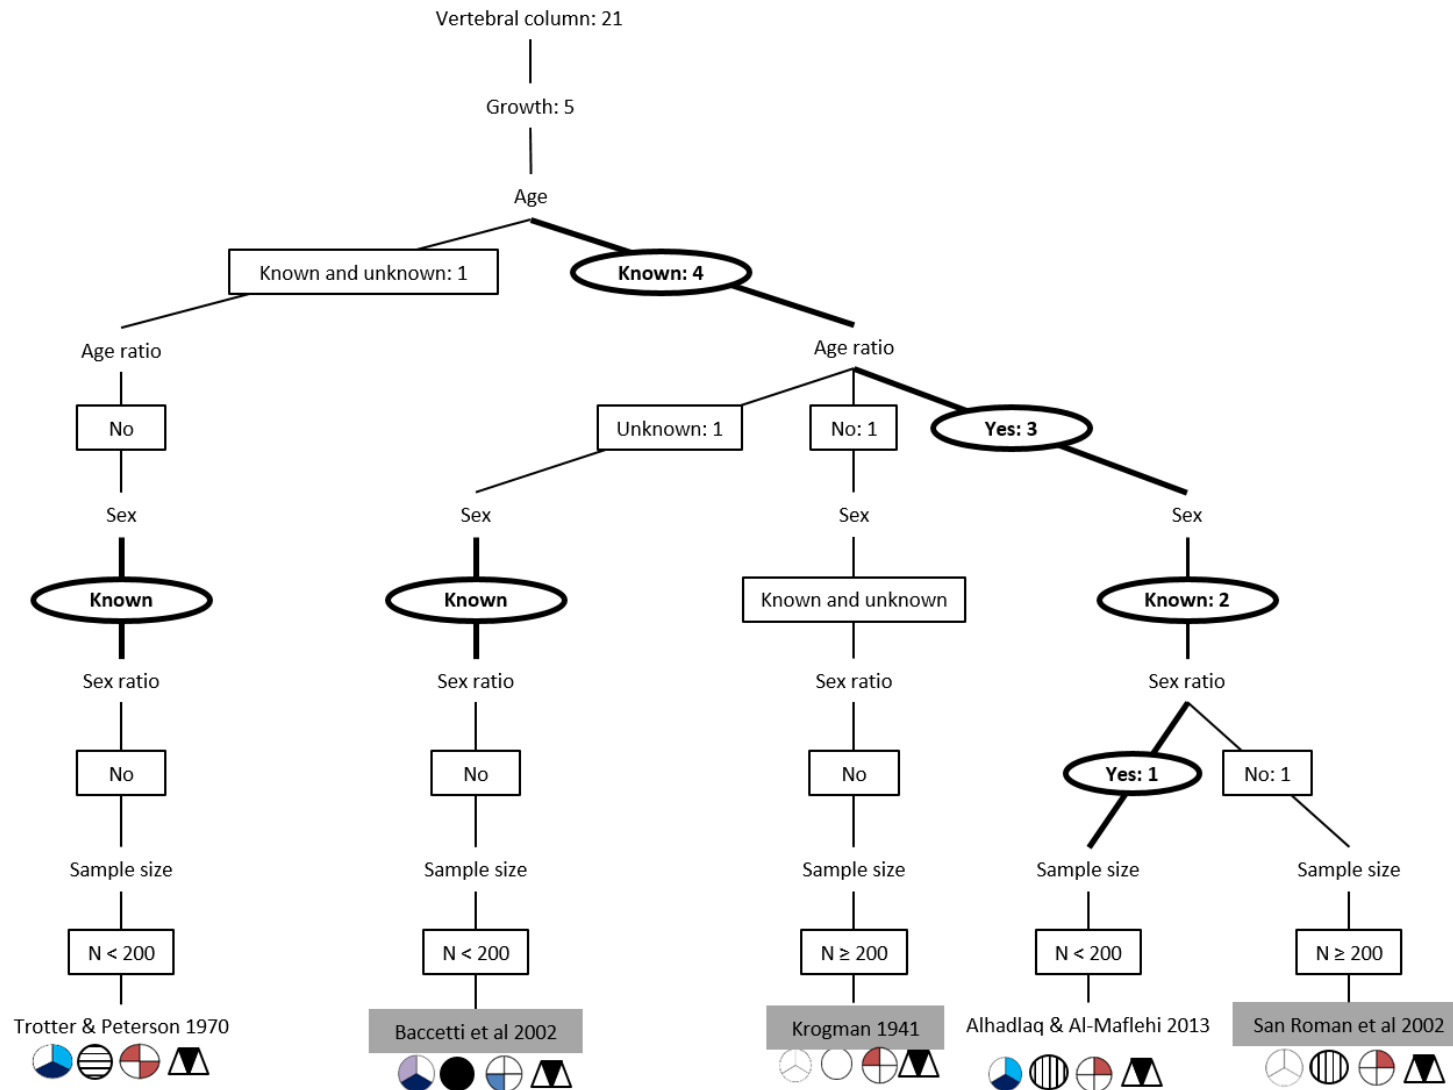 Vertebral column: 21
Growth: 5
Age
Known and unknown: 1
Known: 4
Age ratio
Age ratio
No
Unknown: 1
No: 1
Yes: 3
Sex
Sex
Sex
Sex
Known
Known
Known and unknown
Known: 2
Sex ratio
Sex ratio
Sex ratio
Sex ratio
No
No
No
Yes: 1
No: 1
Sample size
Sample size
Sample size
Sample size
Sample size
N < 200
N < 200
N ≥ 200
N < 200
N ≥ 200
Trotter & Peterson 1970
Baccetti et al 2002
Krogman 1941
Alhadlaq & Al-Maflehi 2013
San Roman et al 2002